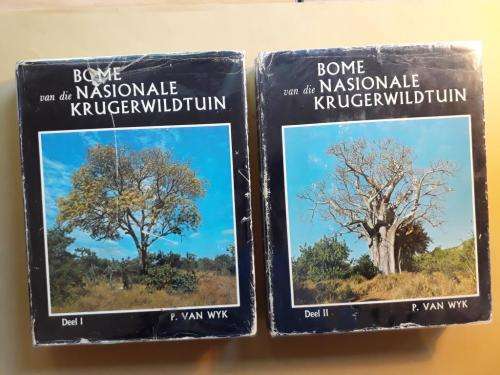 BOME
van die NASIONALE
KRUGERWILDTUIN
Deel I P. VAN WYK
BOME
van die NASIONALE
KRUGERWILDTUIN
Deel II P. VAN WYK